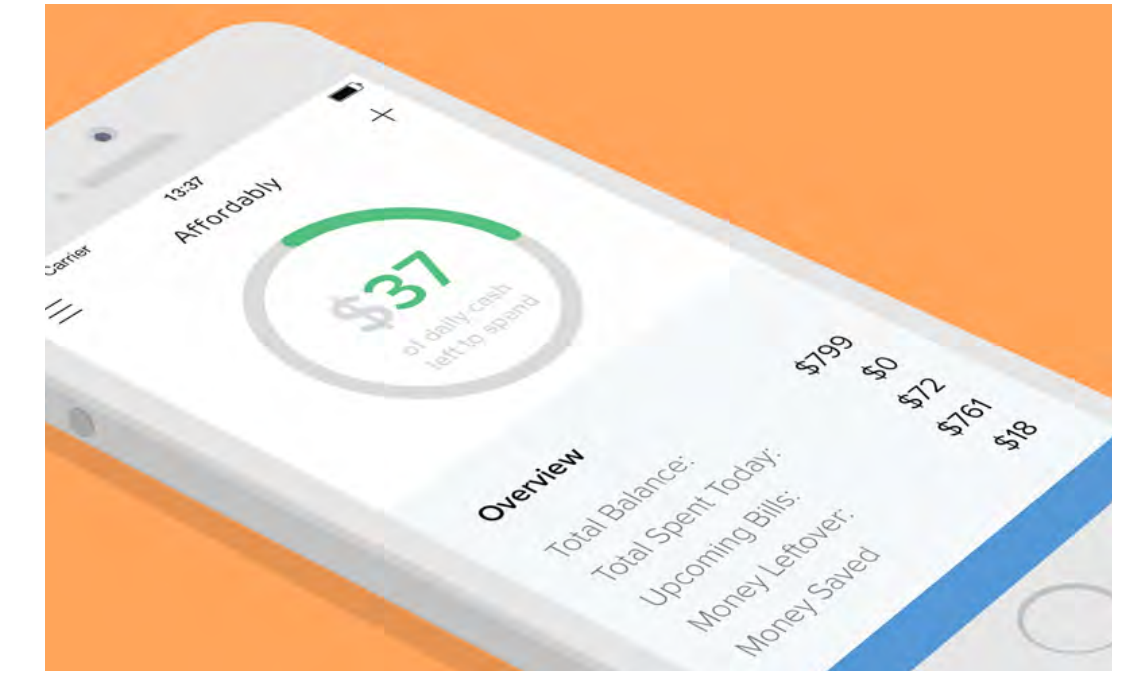 Carrier
13:37
Affordably
$37
of daily cash
left to spend
Overview
Total Balance: $799
Total Spent Today: $0
Upcoming Bills: $72
Money Leftover: $761
Money Saved $18